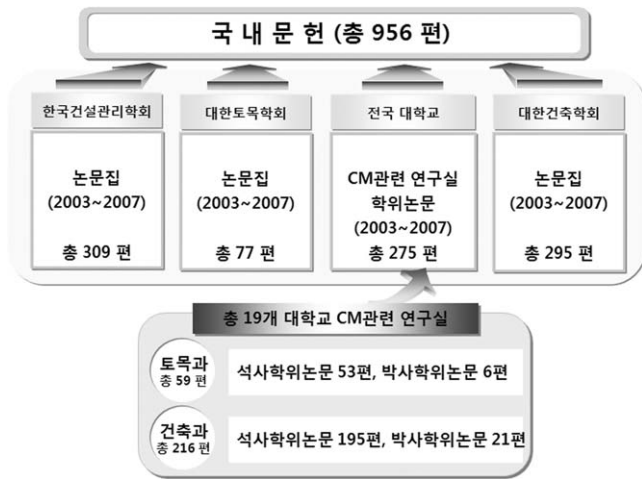 국 내 문 헌 (총 956 편)
한국건설관리학회
논문집
(2003~2007)
총 309 편
대한토목학회
논문집
(2003~2007)
총 77 편
전국 대학교
CM관련 연구실
학위논문
(2003~2007)
총 275 편
대한건축학회
논문집
(2003~2007)
총 295 편
총 19개 대학교 CM관련 연구실
토목과
총 59 편
석사학위논문 53편, 박사학위논문 6편
건축과
총 216 편
석사학위논문 195편, 박사학위논문 21편